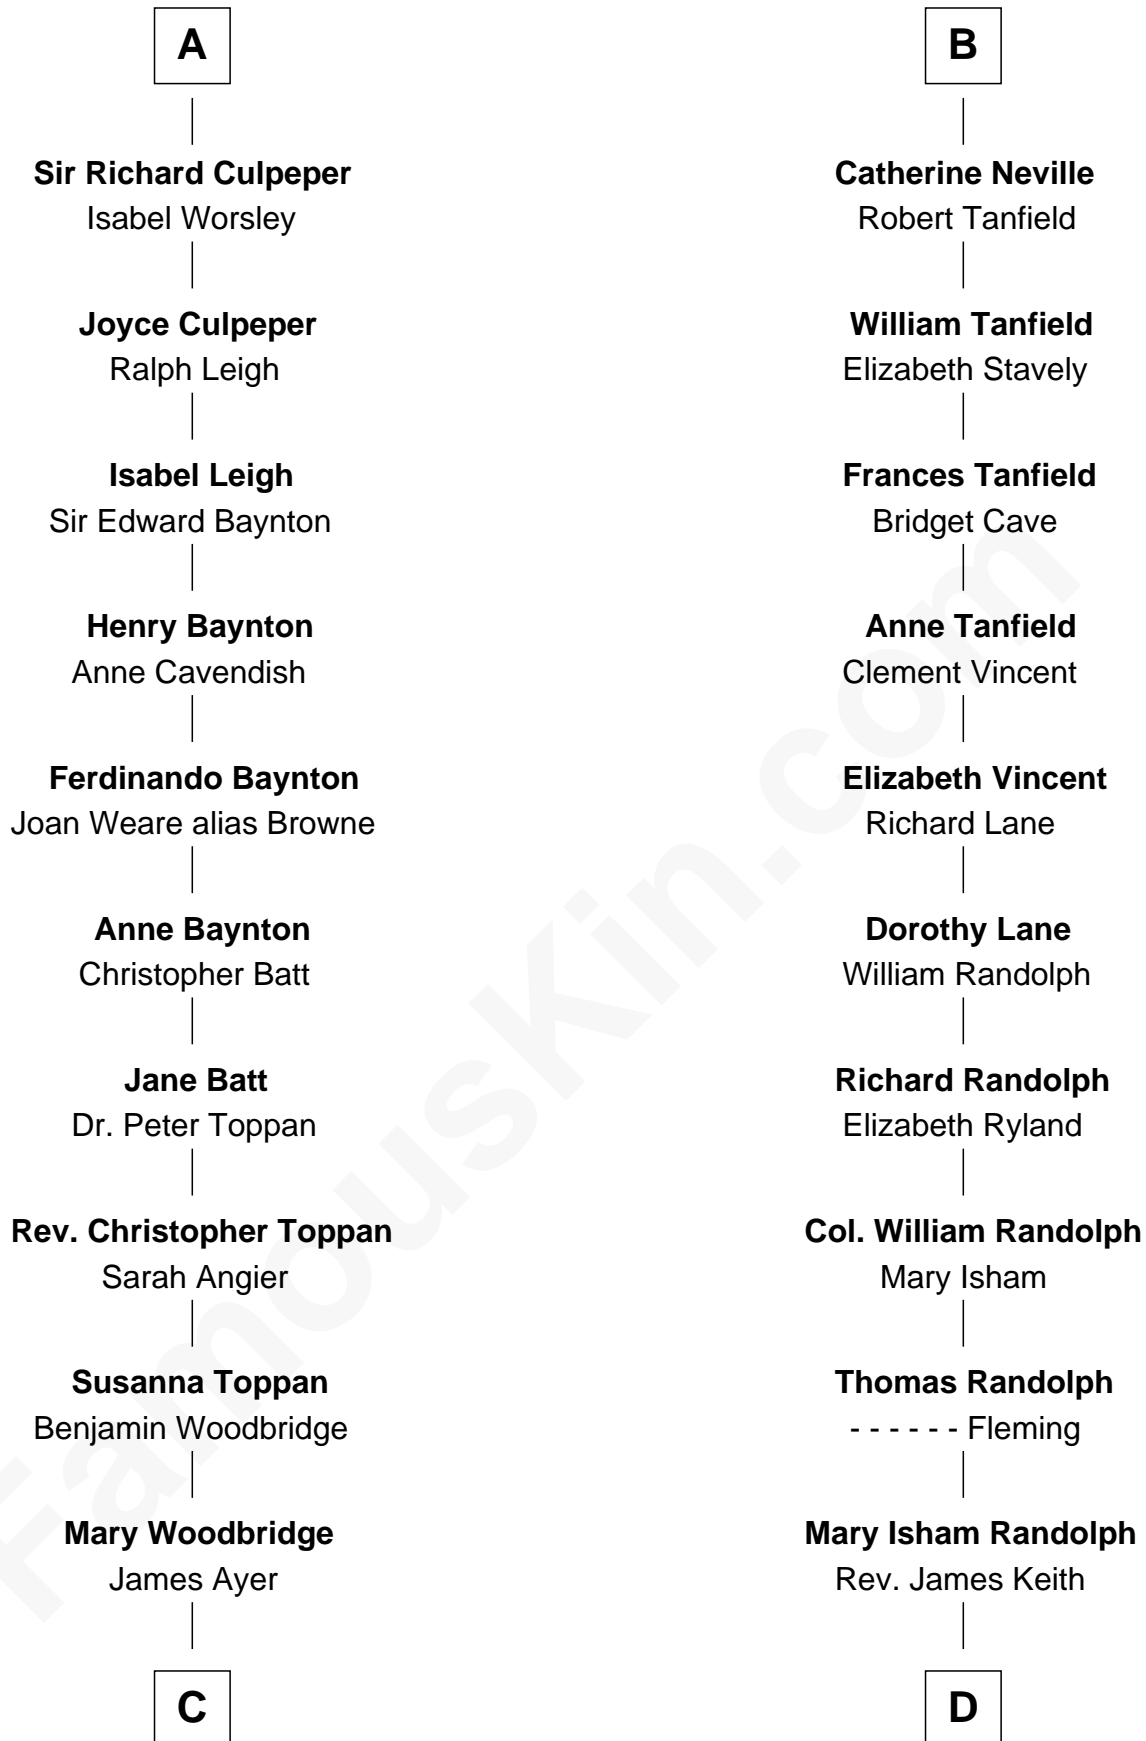 A
Sir Richard Culpeper
Isabel Worsley
Joyce Culpeper
Ralph Leigh
Isabel Leigh
Sir Edward Baynton
Henry Baynton
Anne Cavendish
Ferdinando Baynton
Joan Weare alias Browne
Anne Baynton
Christopher Batt
Jane Batt
Dr. Peter Toppan
Rev. Christopher Toppan
Sarah Angier
Susanna Toppan
Benjamin Woodbridge
Mary Woodbridge
James Ayer
C
B
Catherine Neville
Robert Tanfield
William Tanfield
Elizabeth Stavely
Frances Tanfield
Bridget Cave
Anne Tanfield
Clement Vincent
Elizabeth Vincent
Richard Lane
Dorothy Lane
William Randolph
Richard Randolph
Elizabeth Ryland
Col. William Randolph
Mary Isham
Thomas Randolph
- - - - - - Fleming
Mary Isham Randolph
Rev. James Keith
D
FamousKin.com